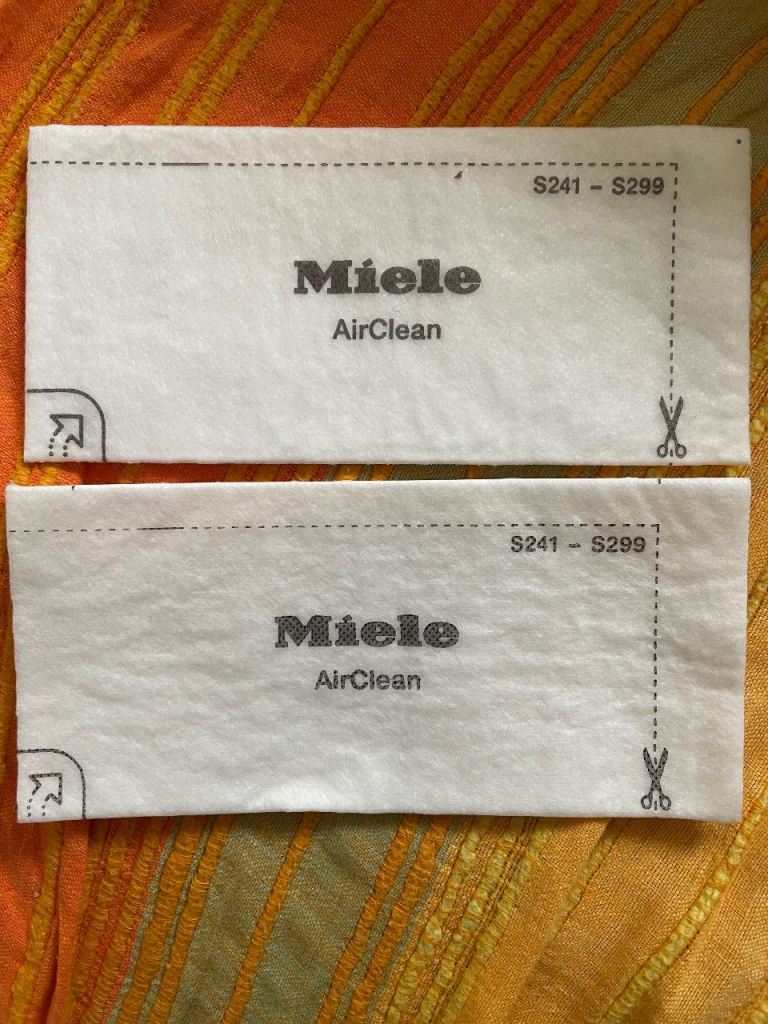 S241 – S299
Miele
AirClean
S241 – S299
Miele
AirClean